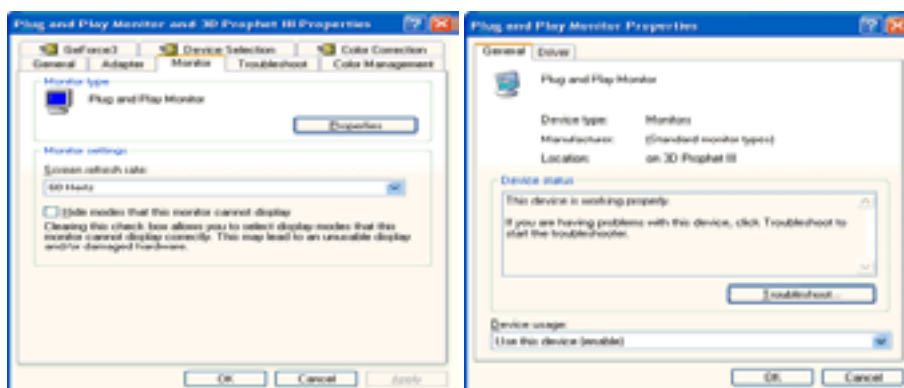 Plug and Play Monitor and 3D Prophet III Properties
GeForce3
Device Selection
Color Correction
General
Adapter
Monitor
Troubleshoot
Color Management
Monitor type
Plug and Play Monitor
Properties
Monitor settings
Screen refresh rate:
60 Hertz
Hide modes that this monitor cannot display
Clearing this check box allows you to select display modes that this
monitor cannot display correctly. This may lead to an unusable display
and/or damaged hardware.
OK
Cancel
Apply
Plug and Play Monitor Properties
General
Driver
Plug and Play Monitor
Device type: Monitors
Manufacturer: (Standard monitor types)
Location: on 3D Prophet III
Device status
This device is working properly.
If you are having problems with this device, click Troubleshoot to
start the troubleshooter.
Troubleshoot...
Device usage:
Use this device (enable)
OK
Cancel